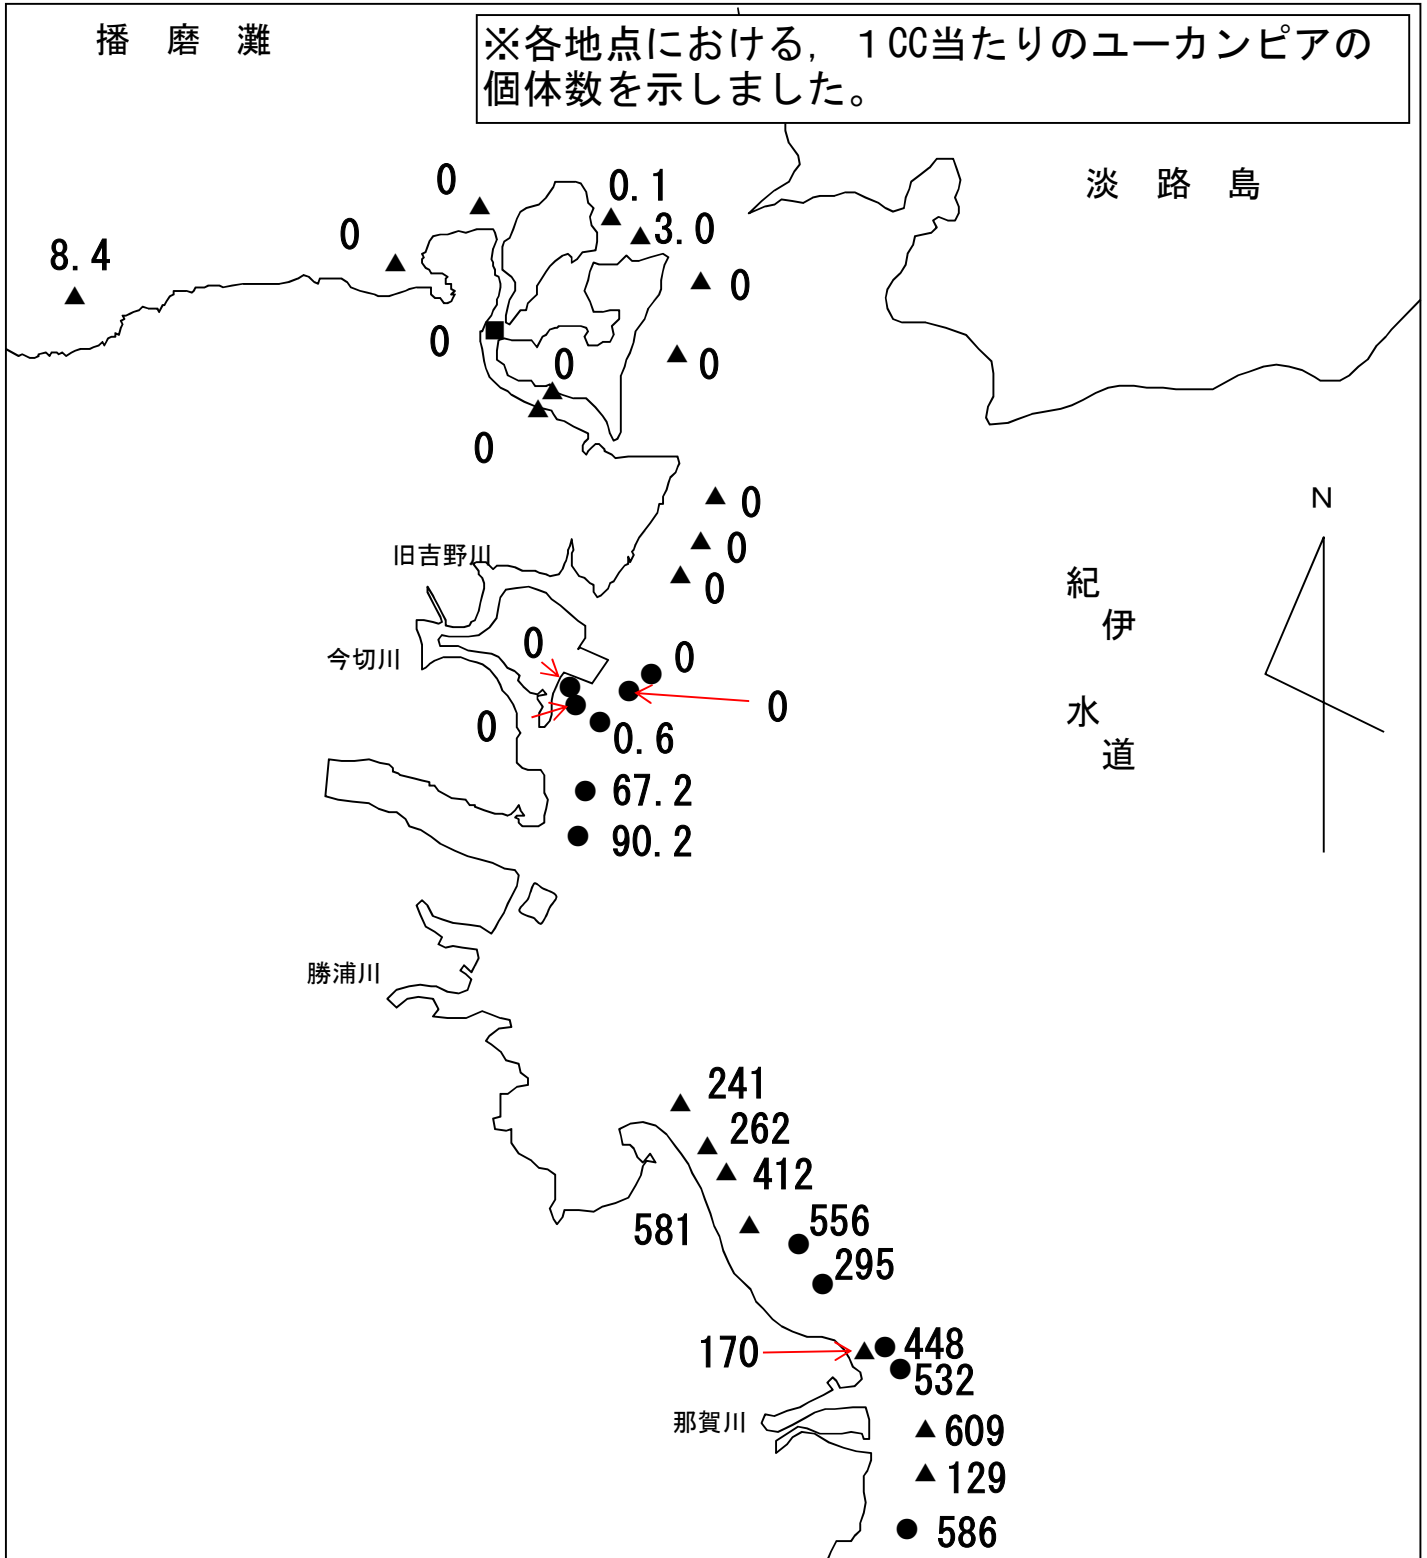 播 磨 灘
※各地点における, 1CC当たりのユーカンピアの
個体数を示しました。
淡 路 島
0
0.1
3.0
0
8.4
0
0
0
0
0
0
0
0
0
N
旧吉野川
紀
伊
水
道
今切川
0
0
0
0
0.6
67.2
90.2
勝浦川
241
262
412
581
556
295
170
448
532
那賀川
609
129
586